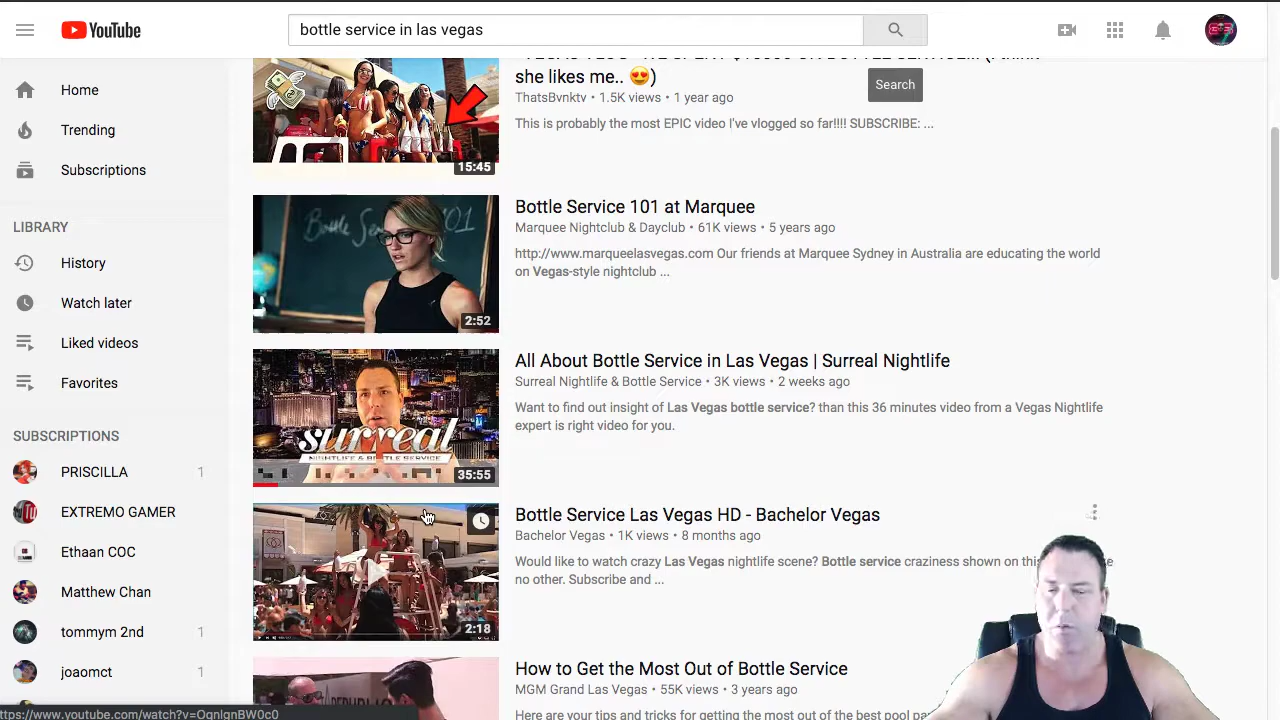 YouTube
bottle service in las vegas
Home
Trending
Subscriptions
LIBRARY
History
Watch later
Liked videos
Favorites
SUBSCRIPTIONS
PRISCILLA 1
EXTREMO GAMER
Ethaan COC
Matthew Chan
tommym 2nd 1
joaomct 1
she likes me.. 😍)
Search
ThatsBvnktv • 1.5K views • 1 year ago
This is probably the most EPIC video I've vlogged so far!!!! SUBSCRIBE: ...
15:45
Bottle Service 101 at Marquee
Marquee Nightclub & Dayclub • 61K views • 5 years ago
http://www.marqueelasvegas.com Our friends at Marquee Sydney in Australia are educating the world
on Vegas-style nightclub ...
2:52
All About Bottle Service in Las Vegas | Surreal Nightlife
Surreal Nightlife & Bottle Service • 3K views • 2 weeks ago
Want to find out insight of Las Vegas bottle service? than this 36 minutes video from a Vegas Nightlife
expert is right video for you.
surreal
NIGHTLIFE & BOTTLE SERVICE
35:55
Bottle Service Las Vegas HD - Bachelor Vegas
Bachelor Vegas • 1K views • 8 months ago
Would like to watch crazy Las Vegas nightlife scene? Bottle service craziness shown on this
no other. Subscribe and ...
2:18
How to Get the Most Out of Bottle Service
MGM Grand Las Vegas • 55K views • 3 years ago
Here are your tips and tricks for getting the most out of the best pool